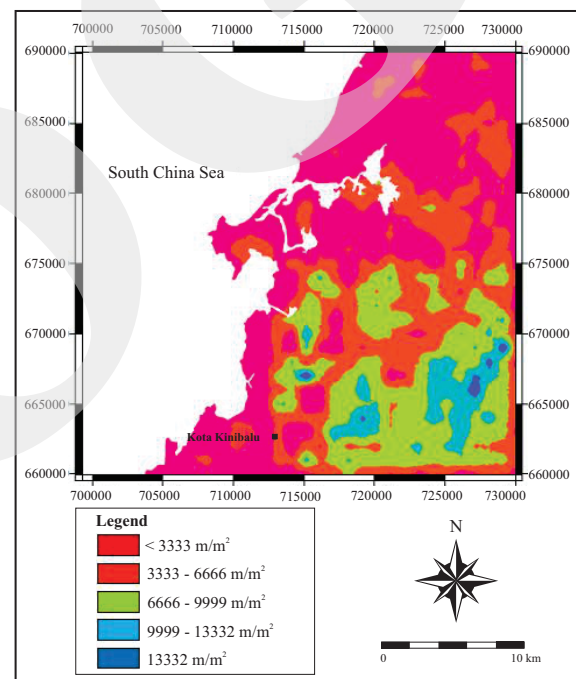 700000 705000 710000 715000 720000 725000 730000
690000 690000
685000 685000
South China Sea
680000 680000
675000 675000
670000 670000
665000 665000
Kota Kinibalu
660000 660000
700000 705000 710000 715000 720000 725000 730000
Legend
< 3333 m/m²
3333 - 6666 m/m²
6666 - 9999 m/m²
9999 - 13332 m/m²
13332 m/m²
N
0 10 km